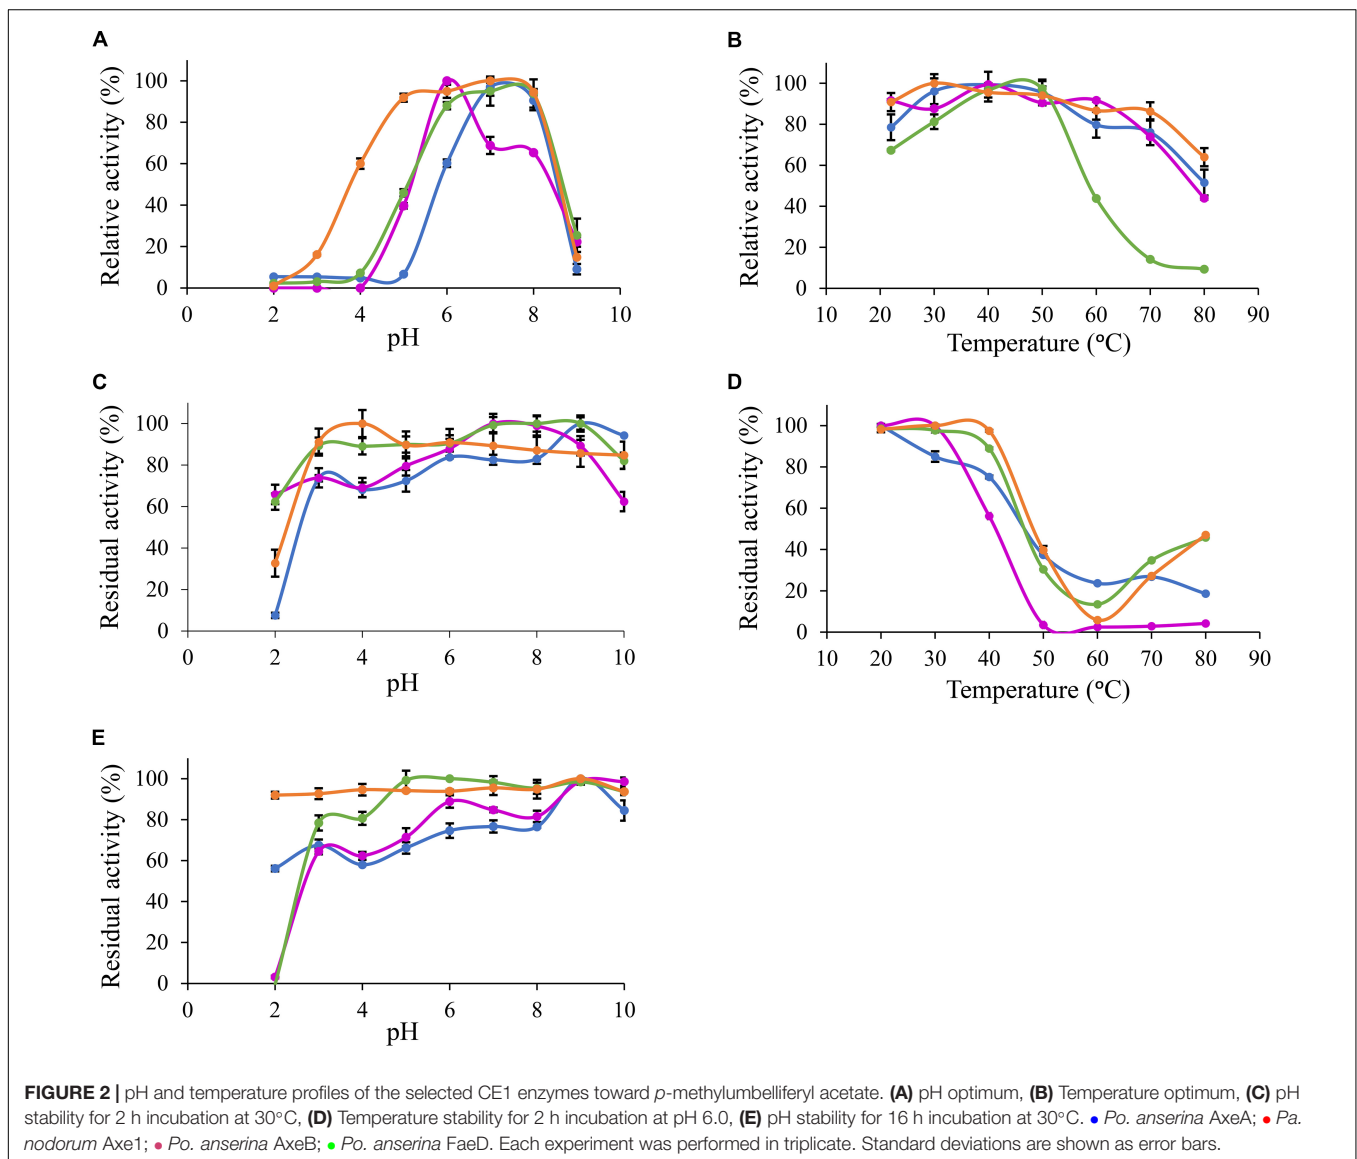 A
Relative activity (%)
100
80
60
40
20
0
0 2 4 6 8 10
pH
B
Relative activity (%)
100
80
60
40
20
0
10 20 30 40 50 60 70 80 90
Temperature (°C)
C
Residual activity (%)
100
80
60
40
20
0
0 2 4 6 8 10
pH
D
Residual activity (%)
100
80
60
40
20
0
10 20 30 40 50 60 70 80 90
Temperature (°C)
E
Residual activity (%)
100
80
60
40
20
0
0 2 4 6 8 10
pH
FIGURE 2 | pH and temperature profiles of the selected CE1 enzymes toward p-methylumbelliferyl acetate. (A) pH optimum, (B) Temperature optimum, (C) pH
stability for 2 h incubation at 30°C, (D) Temperature stability for 2 h incubation at pH 6.0, (E) pH stability for 16 h incubation at 30°C. ● Po. anserina AxeA; ● Pa.
nodorum Axe1; ● Po. anserina AxeB; ● Po. anserina FaeD. Each experiment was performed in triplicate. Standard deviations are shown as error bars.